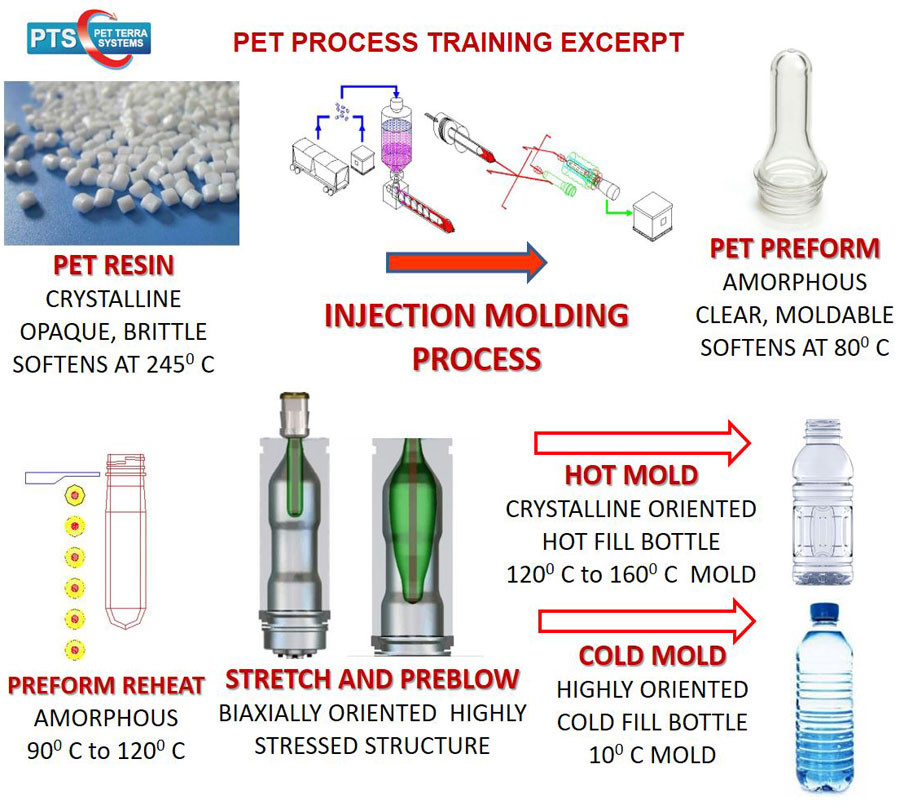 PTS PET TERRA
SYSTEMS
PET PROCESS TRAINING EXCERPT
PET RESIN
CRYSTALLINE
OPAQUE, BRITTLE
SOFTENS AT 245⁰ C
INJECTION MOLDING
PROCESS
PET PREFORM
AMORPHOUS
CLEAR, MOLDABLE
SOFTENS AT 80⁰ C
PREFORM REHEAT
AMORPHOUS
90⁰ C to 120⁰ C
STRETCH AND PREBLOW
BIAXIALLY ORIENTED HIGHLY
STRESSED STRUCTURE
HOT MOLD
CRYSTALLINE ORIENTED
HOT FILL BOTTLE
120⁰ C to 160⁰ C MOLD
COLD MOLD
HIGHLY ORIENTED
COLD FILL BOTTLE
10⁰ C MOLD